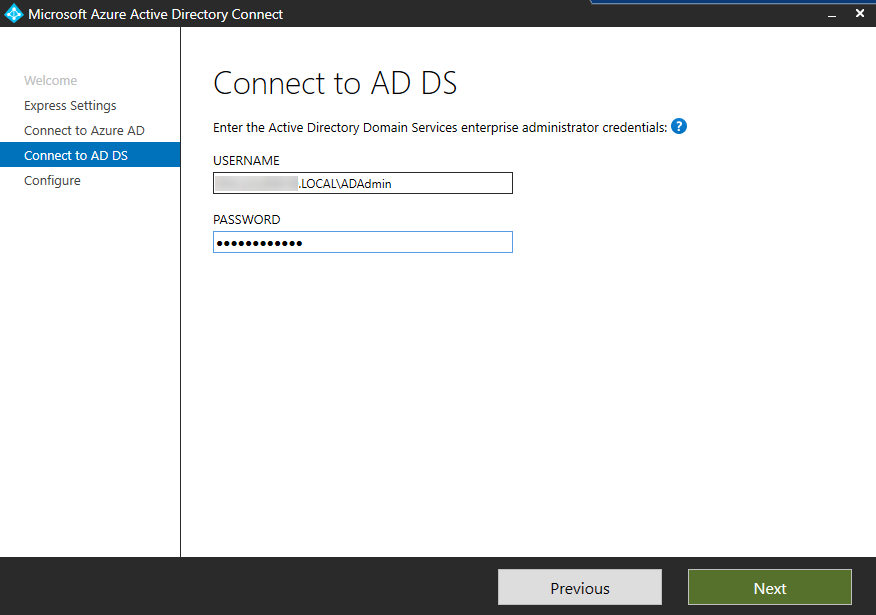 Microsoft Azure Active Directory Connect
Welcome
Express Settings
Connect to Azure AD
Connect to AD DS
Configure
Connect to AD DS
Enter the Active Directory Domain Services enterprise administrator credentials: ?
USERNAME
.LOCAL\ADAdmin
PASSWORD
●●●●●●●●●●●●
Previous
Next